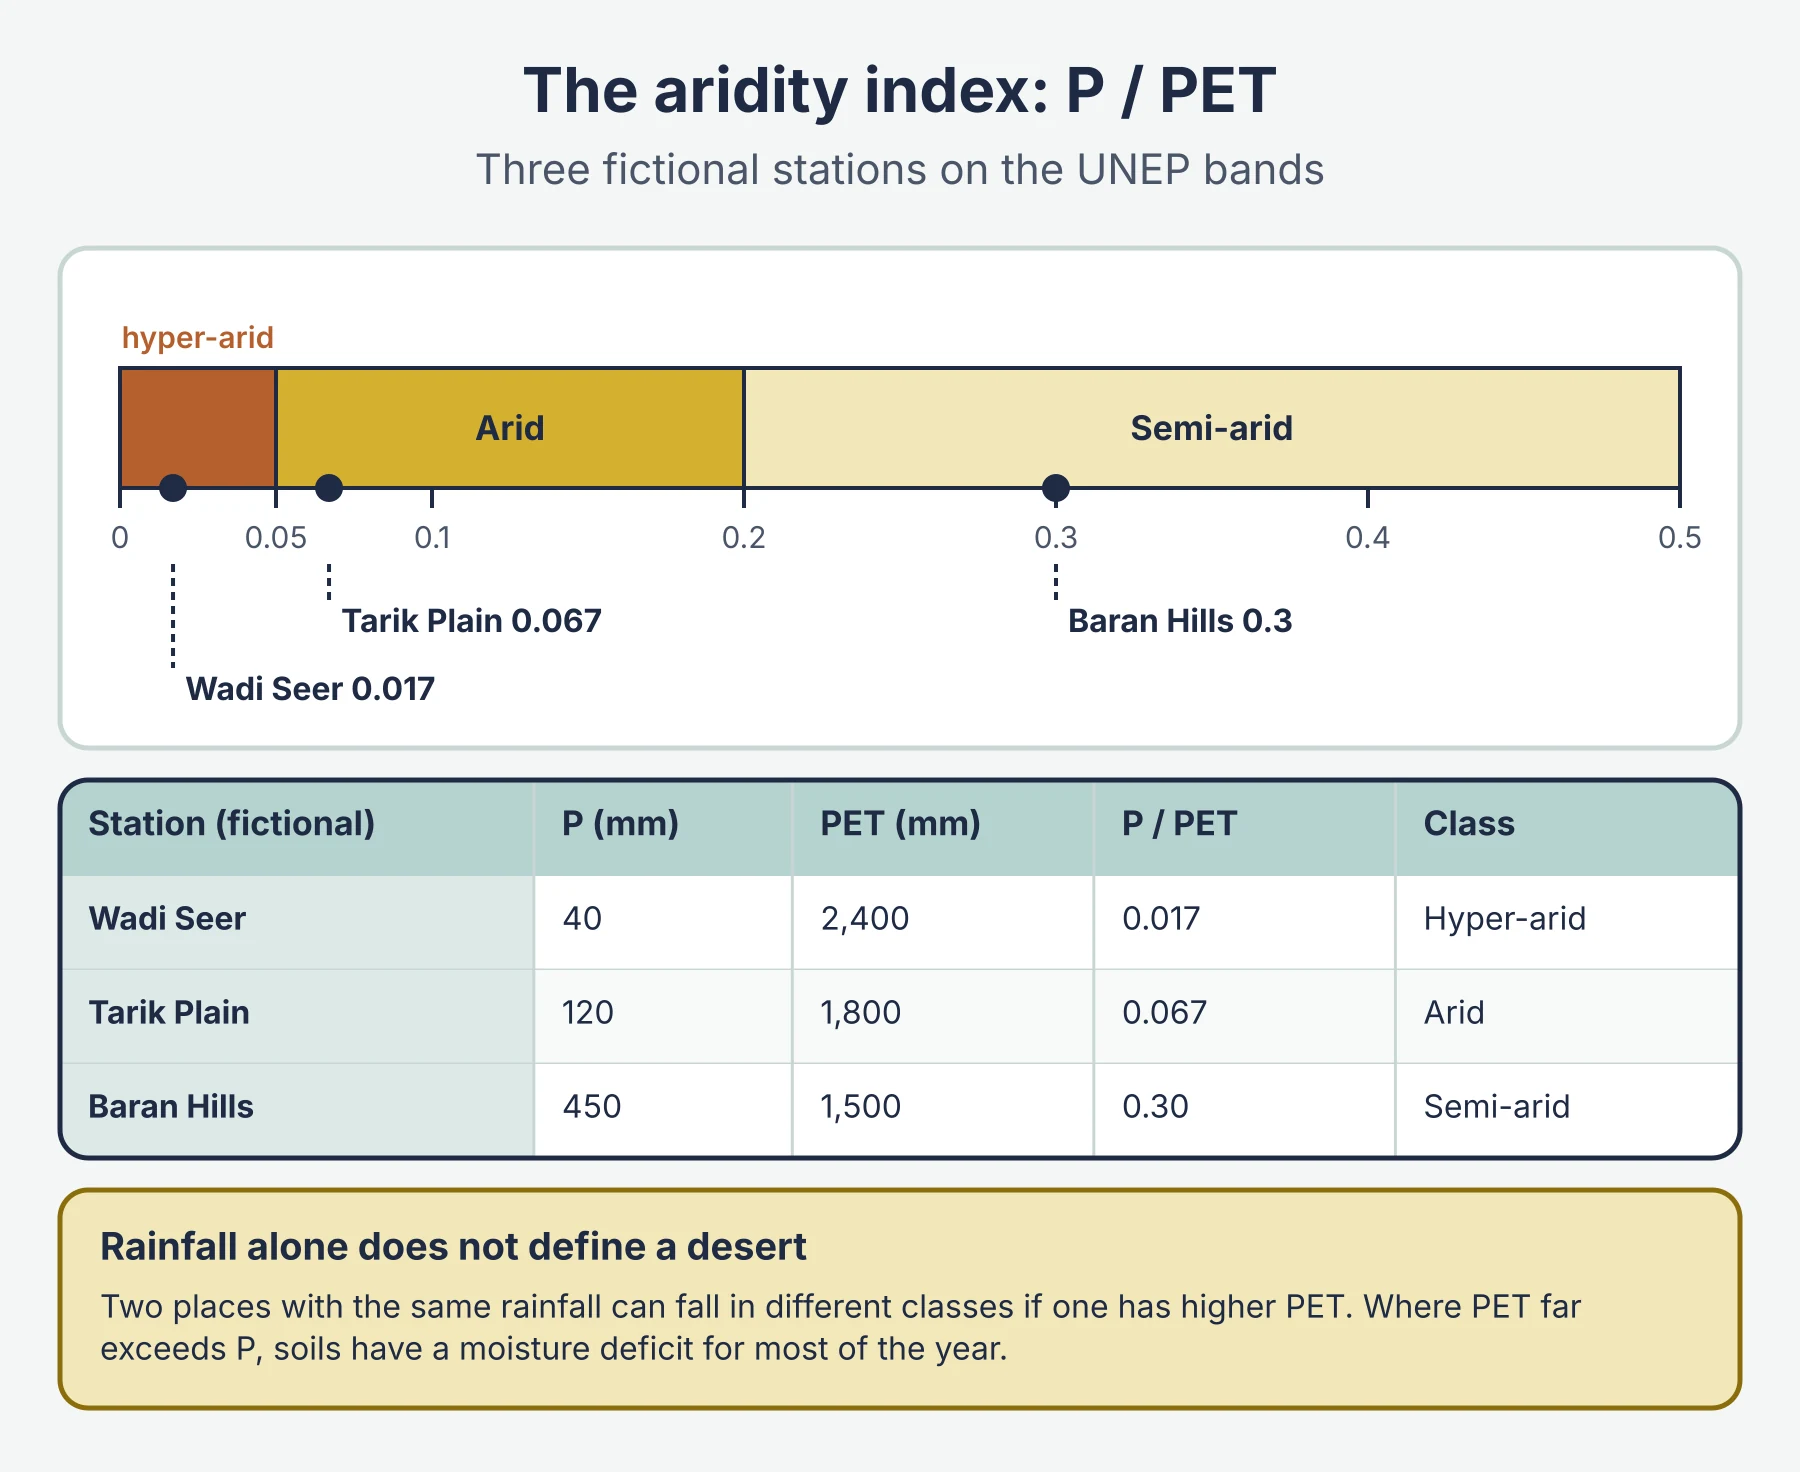 The aridity index: P / PET
Three fictional stations on the UNEP bands
hyper-arid
Arid
Semi-arid
0
0.05
0.1
0.2
0.3
0.4
0.5
Tarik Plain 0.067
Baran Hills 0.3
Wadi Seer 0.017
Station (fictional) P (mm) PET (mm) P / PET Class
Wadi Seer 40 2,400 0.017 Hyper-arid
Tarik Plain 120 1,800 0.067 Arid
Baran Hills 450 1,500 0.30 Semi-arid
Rainfall alone does not define a desert
Two places with the same rainfall can fall in different classes if one has higher PET. Where PET far
exceeds P, soils have a moisture deficit for most of the year.